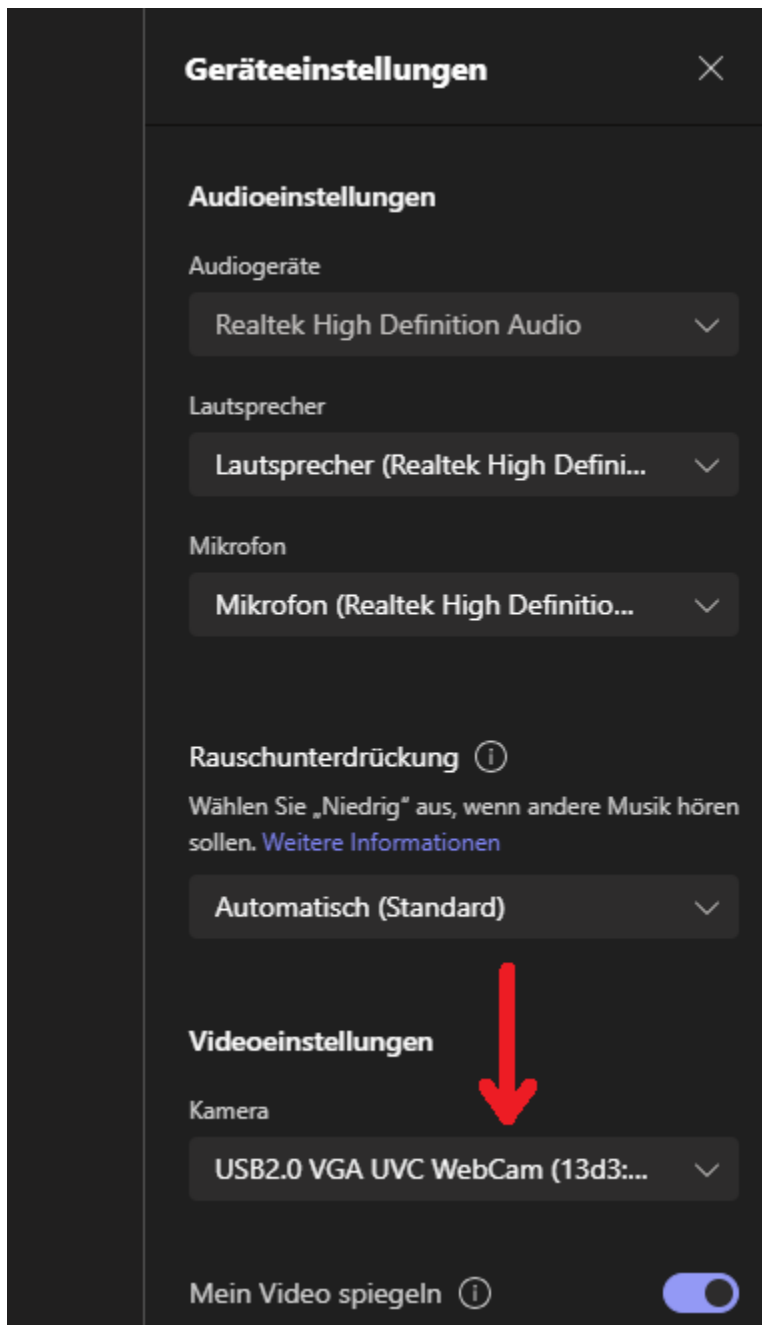 Geräteeinstellungen
Audioeinstellungen
Audiogeräte
Realtek High Definition Audio
Lautsprecher
Lautsprecher (Realtek High Defini...
Mikrofon
Mikrofon (Realtek High Definitio...
Rauschunterdrückung
Wählen Sie „Niedrig“ aus, wenn andere Musik hören
sollen. Weitere Informationen
Automatisch (Standard)
Videoeinstellungen
Kamera
USB2.0 VGA UVC WebCam (13d3:...
Mein Video spiegeln